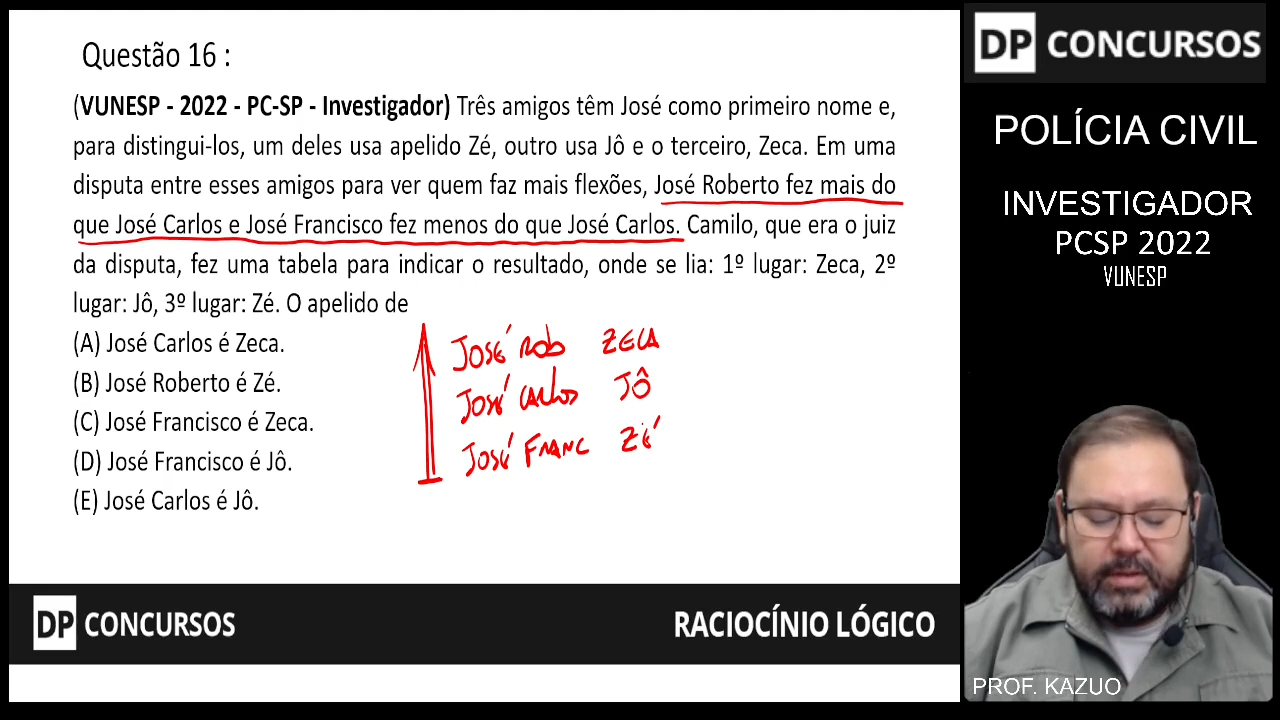 Questão 16 :
(VUNESP - 2022 - PC-SP - Investigador) Três amigos têm José como primeiro nome e,
para distingui-los, um deles usa apelido Zé, outro usa Jô e o terceiro, Zeca. Em uma
disputa entre esses amigos para ver quem faz mais flexões, José Roberto fez mais do
que José Carlos e José Francisco fez menos do que José Carlos. Camilo, que era o juiz
da disputa, fez uma tabela para indicar o resultado, onde se lia: 1º lugar: Zeca, 2º
lugar: Jô, 3º lugar: Zé. O apelido de
(A) José Carlos é Zeca.
(B) José Roberto é Zé.
(C) José Francisco é Zeca.
(D) José Francisco é Jô.
(E) José Carlos é Jô.
JOSÉ ROB ZECA
JOSÉ CARLOS JÔ
JOSÉ FRANC ZÉ
DP CONCURSOS
RACIOCÍNIO LÓGICO
DP CONCURSOS
POLÍCIA CIVIL
INVESTIGADOR
PCSP 2022
VUNESP
PROF. KAZUO